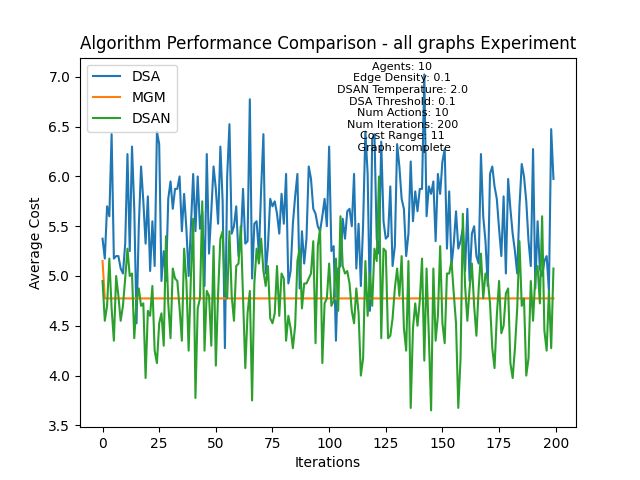 Algorithm Performance Comparison - all graphs Experiment
DSA
MGM
DSAN
Agents: 10
Edge Density: 0.1
DSAN Temperature: 2.0
DSA Threshold: 0.1
Num Actions: 10
Num Iterations: 200
Cost Range: 11
Graph: complete
Average Cost
7.0
6.5
6.0
5.5
5.0
4.5
4.0
3.5
0 25 50 75 100 125 150 175 200
Iterations